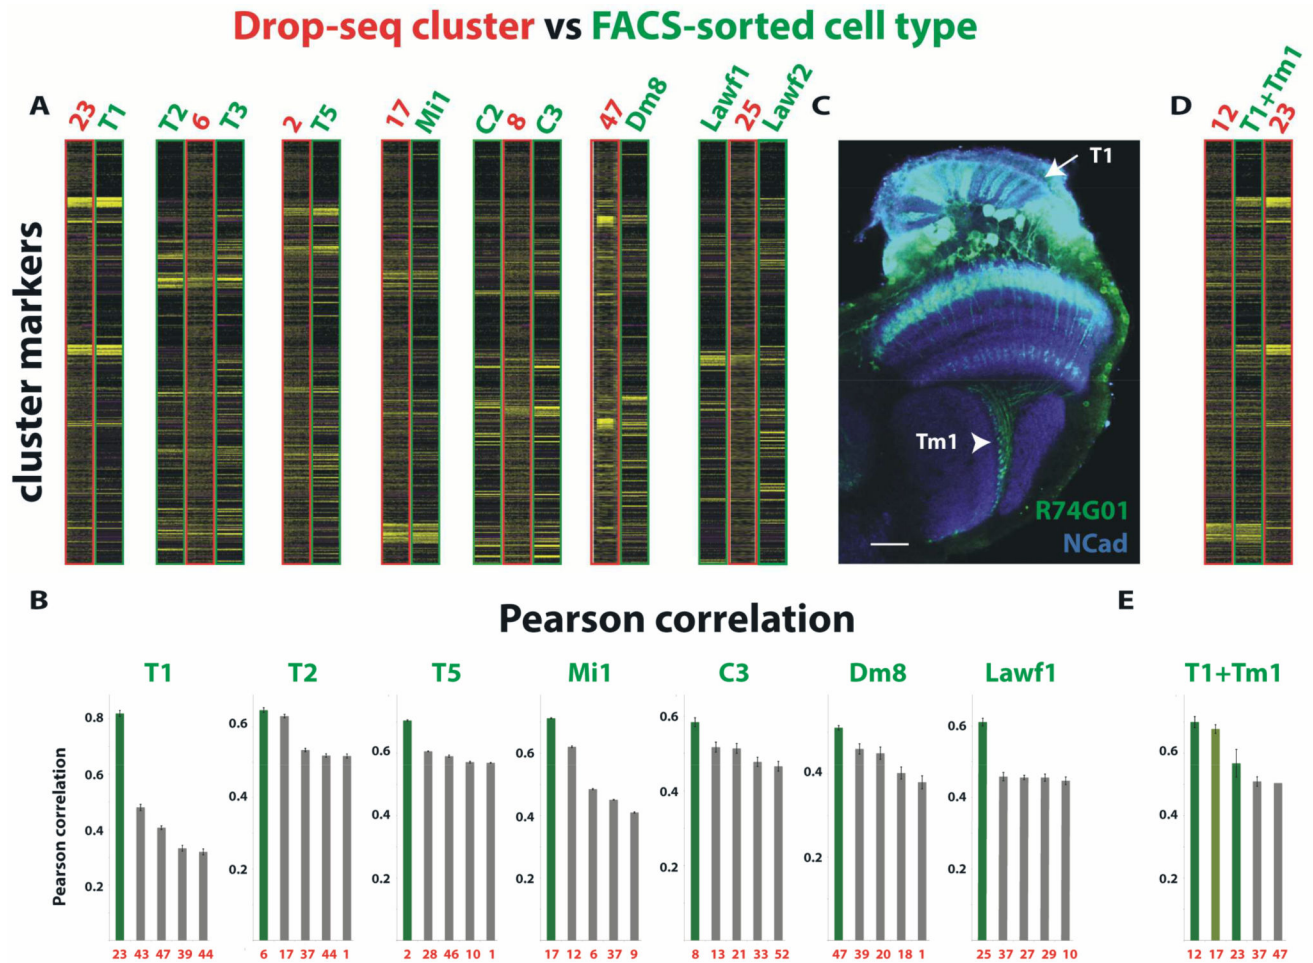 Drop-seq cluster vs FACS-sorted cell type
A
23 T1
T2 6 T3
2 T5
17 Mi1
C2 8 C3
47 Dm8
Lawf1 25 Lawf2
C
D
12 T1+Tm1 23
cluster markers
T1
Tm1
R74G01
NCad
B
Pearson correlation
E
T1
T2
T5
Mi1
C3
Dm8
Lawf1
T1+Tm1
Pearson correlation
0.8
0.6
0.4
0.2
23 43 47 39 44
0.6
0.4
0.2
6 17 37 44 1
0.6
0.4
0.2
2 28 46 10 1
0.6
0.4
0.2
17 12 6 37 9
0.6
0.4
0.2
8 13 21 33 52
0.4
0.2
47 39 20 18 1
0.6
0.4
0.2
25 37 27 29 10
0.6
0.4
0.2
12 17 23 37 47